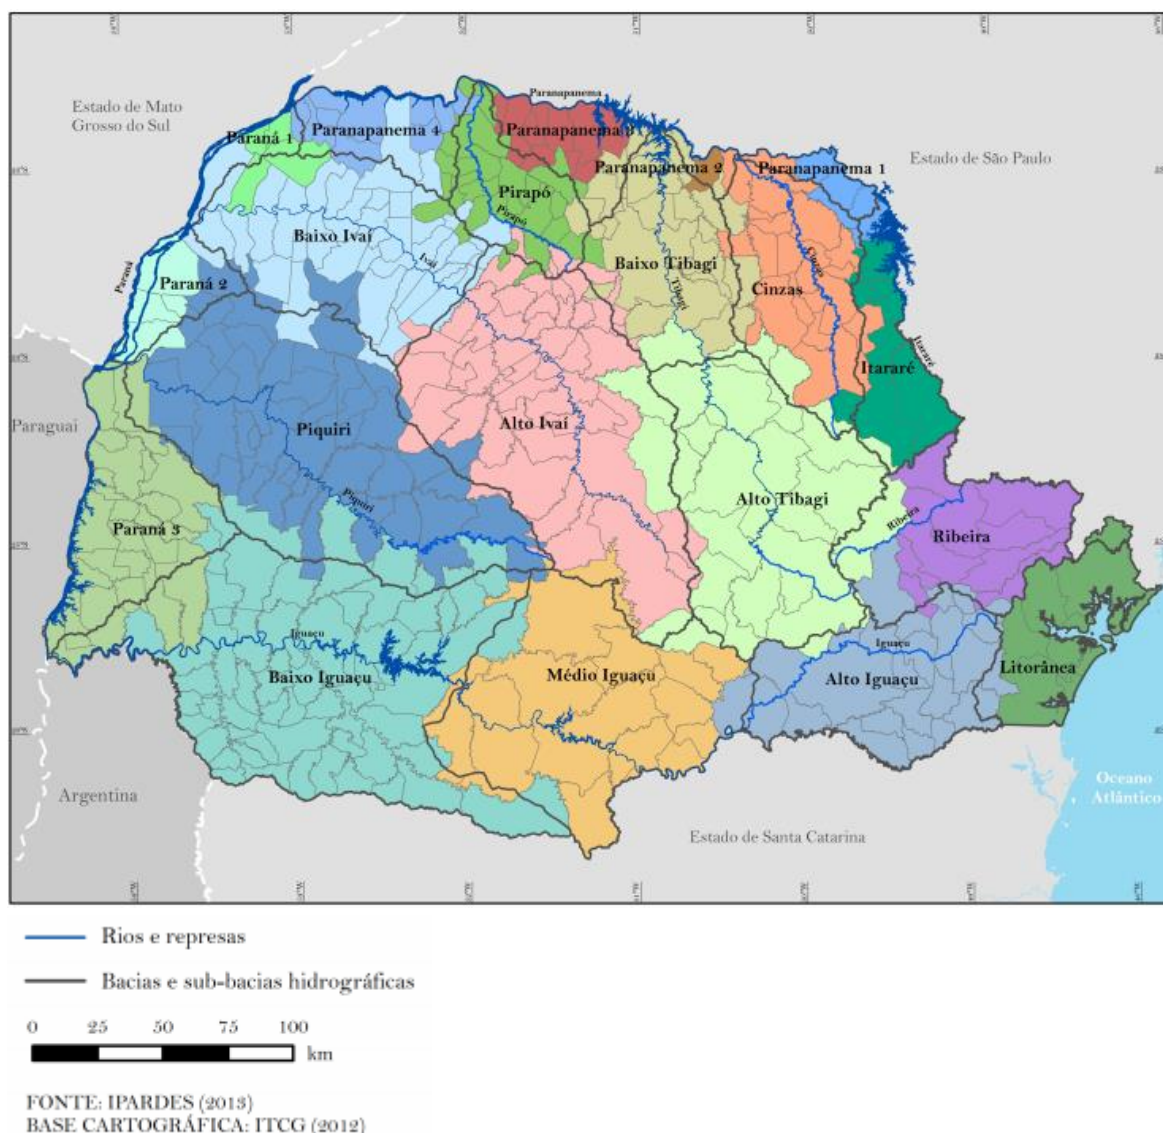 Estado de Mato
Grosso do Sul
Paranapanema
Paraná 1
Paranapanema 4
Paranapanema 3
Estado de São Paulo
Paranapanema 2
Paranapanema 1
Pirapó
Pirapó
Baixo Ivaí
Ivaí
Baixo Tibagi
Tibagi
Cinzas
Cinzas
Paraná
Paraná 2
Itararé
Itararé
Paraguai
Piquiri
Alto Ivaí
Alto Tibagi
Piquiri
Paraná 3
Ribeira
Ribeira
Iguaçu
Baixo Iguaçu
Médio Iguaçu
Iguaçu
Alto Iguaçu
Litorânea
Argentina
Oceano
Atlântico
Estado de Santa Catarina
Rios e represas
Bacias e sub-bacias hidrográficas
0 25 50 75 100
km
FONTE: IPARDES (2013)
BASE CARTOGRÁFICA: ITCG (2012)